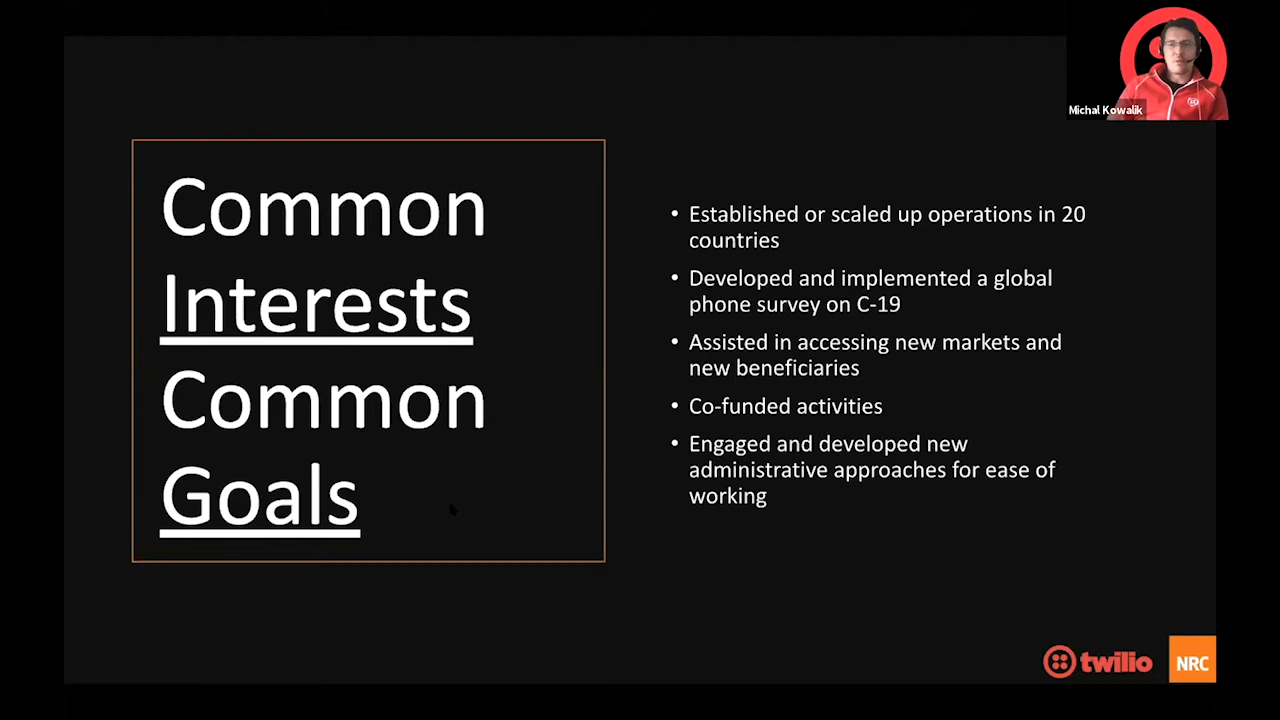 Michal Kowalik
Common
Interests
Common
Goals
• Established or scaled up operations in 20
countries
• Developed and implemented a global
phone survey on C-19
• Assisted in accessing new markets and
new beneficiaries
• Co-funded activities
• Engaged and developed new
administrative approaches for ease of
working
twilio
NRC